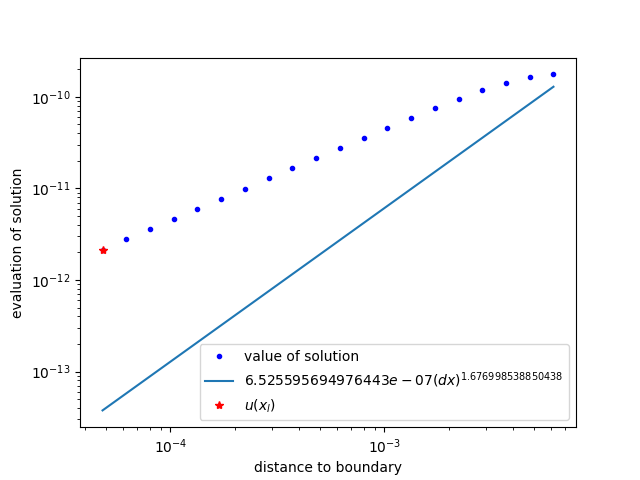 10⁻¹⁰
10⁻¹¹
10⁻¹²
10⁻¹³
evaluation of solution
value of solution
6.525595694976443e − 07(dx)^1.676998538850438
u(x_l)
10⁻⁴ 10⁻³
distance to boundary